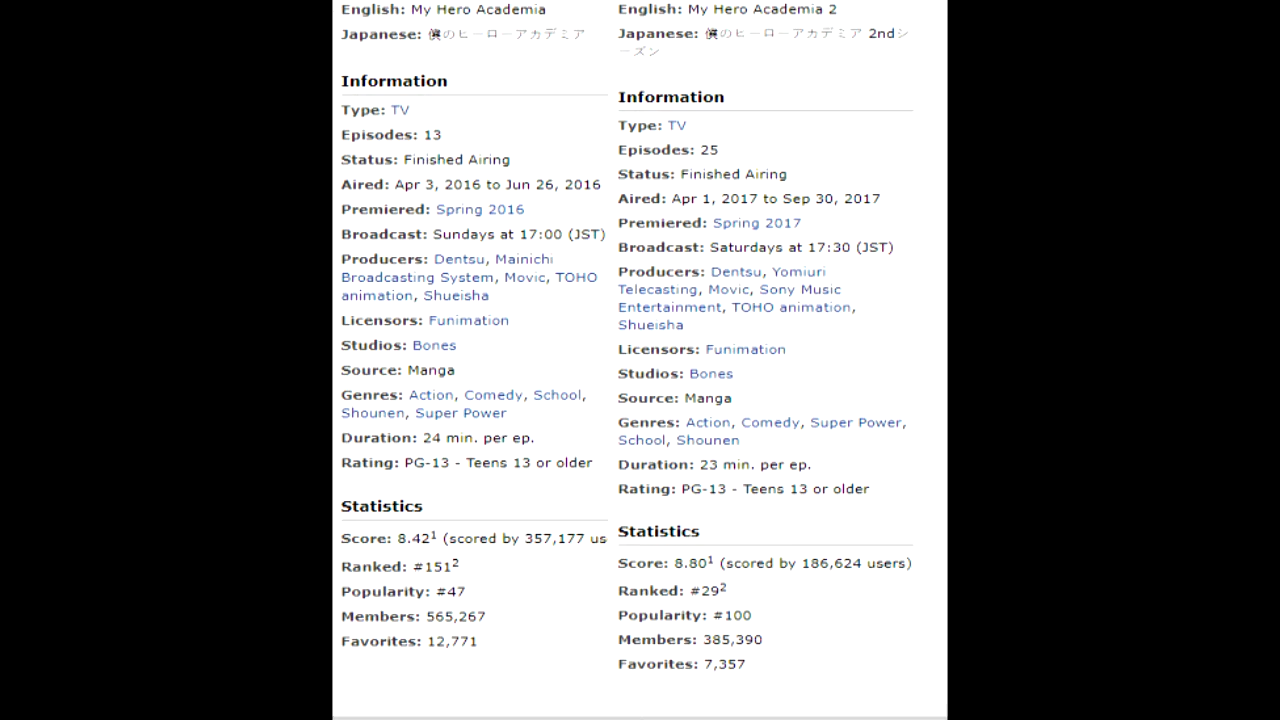 English: My Hero Academia
Japanese: 僕のヒーローアカデミア
Information
Type: TV
Episodes: 13
Status: Finished Airing
Aired: Apr 3, 2016 to Jun 26, 2016
Premiered: Spring 2016
Broadcast: Sundays at 17:00 (JST)
Producers: Dentsu, Mainichi
Broadcasting System, Movic, TOHO
animation, Shueisha
Licensors: Funimation
Studios: Bones
Source: Manga
Genres: Action, Comedy, School,
Shounen, Super Power
Duration: 24 min. per ep.
Rating: PG-13 - Teens 13 or older
Statistics
Score: 8.42¹ (scored by 357,177 us
Ranked: #151²
Popularity: #47
Members: 565,267
Favorites: 12,771
English: My Hero Academia 2
Japanese: 僕のヒーローアカデミア 2ndシ
ーズン
Information
Type: TV
Episodes: 25
Status: Finished Airing
Aired: Apr 1, 2017 to Sep 30, 2017
Premiered: Spring 2017
Broadcast: Saturdays at 17:30 (JST)
Producers: Dentsu, Yomiuri
Telecasting, Movic, Sony Music
Entertainment, TOHO animation,
Shueisha
Licensors: Funimation
Studios: Bones
Source: Manga
Genres: Action, Comedy, Super Power,
School, Shounen
Duration: 23 min. per ep.
Rating: PG-13 - Teens 13 or older
Statistics
Score: 8.80¹ (scored by 186,624 users)
Ranked: #29²
Popularity: #100
Members: 385,390
Favorites: 7,357